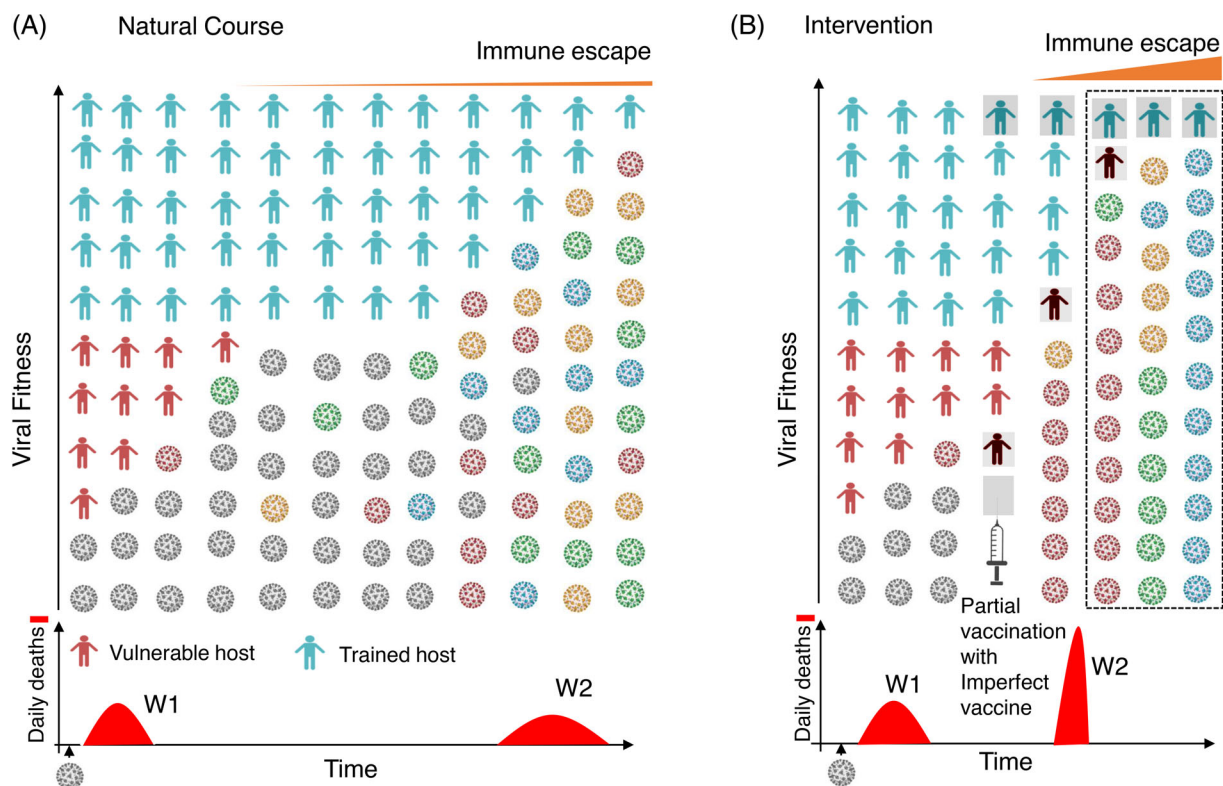 (A)
Natural Course
Immune escape
Viral Fitness
Daily deaths
Vulnerable host
Trained host
W1
W2
Time
(B)
Intervention
Immune escape
Viral Fitness
Daily deaths
Partial
vaccination
with
Imperfect
vaccine
W1
W2
Time